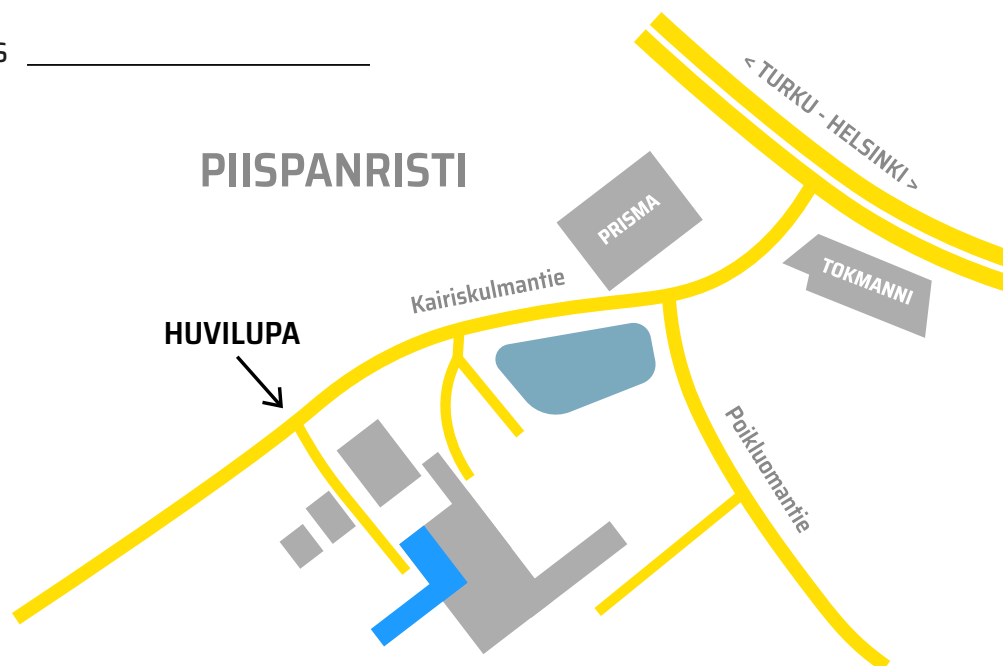 S
< TURKU - HELSINKI >
PIISPANRISTI
PRISMA
TOKMANNI
Kairiskulmantie
HUVILUPA
Poikluomantie